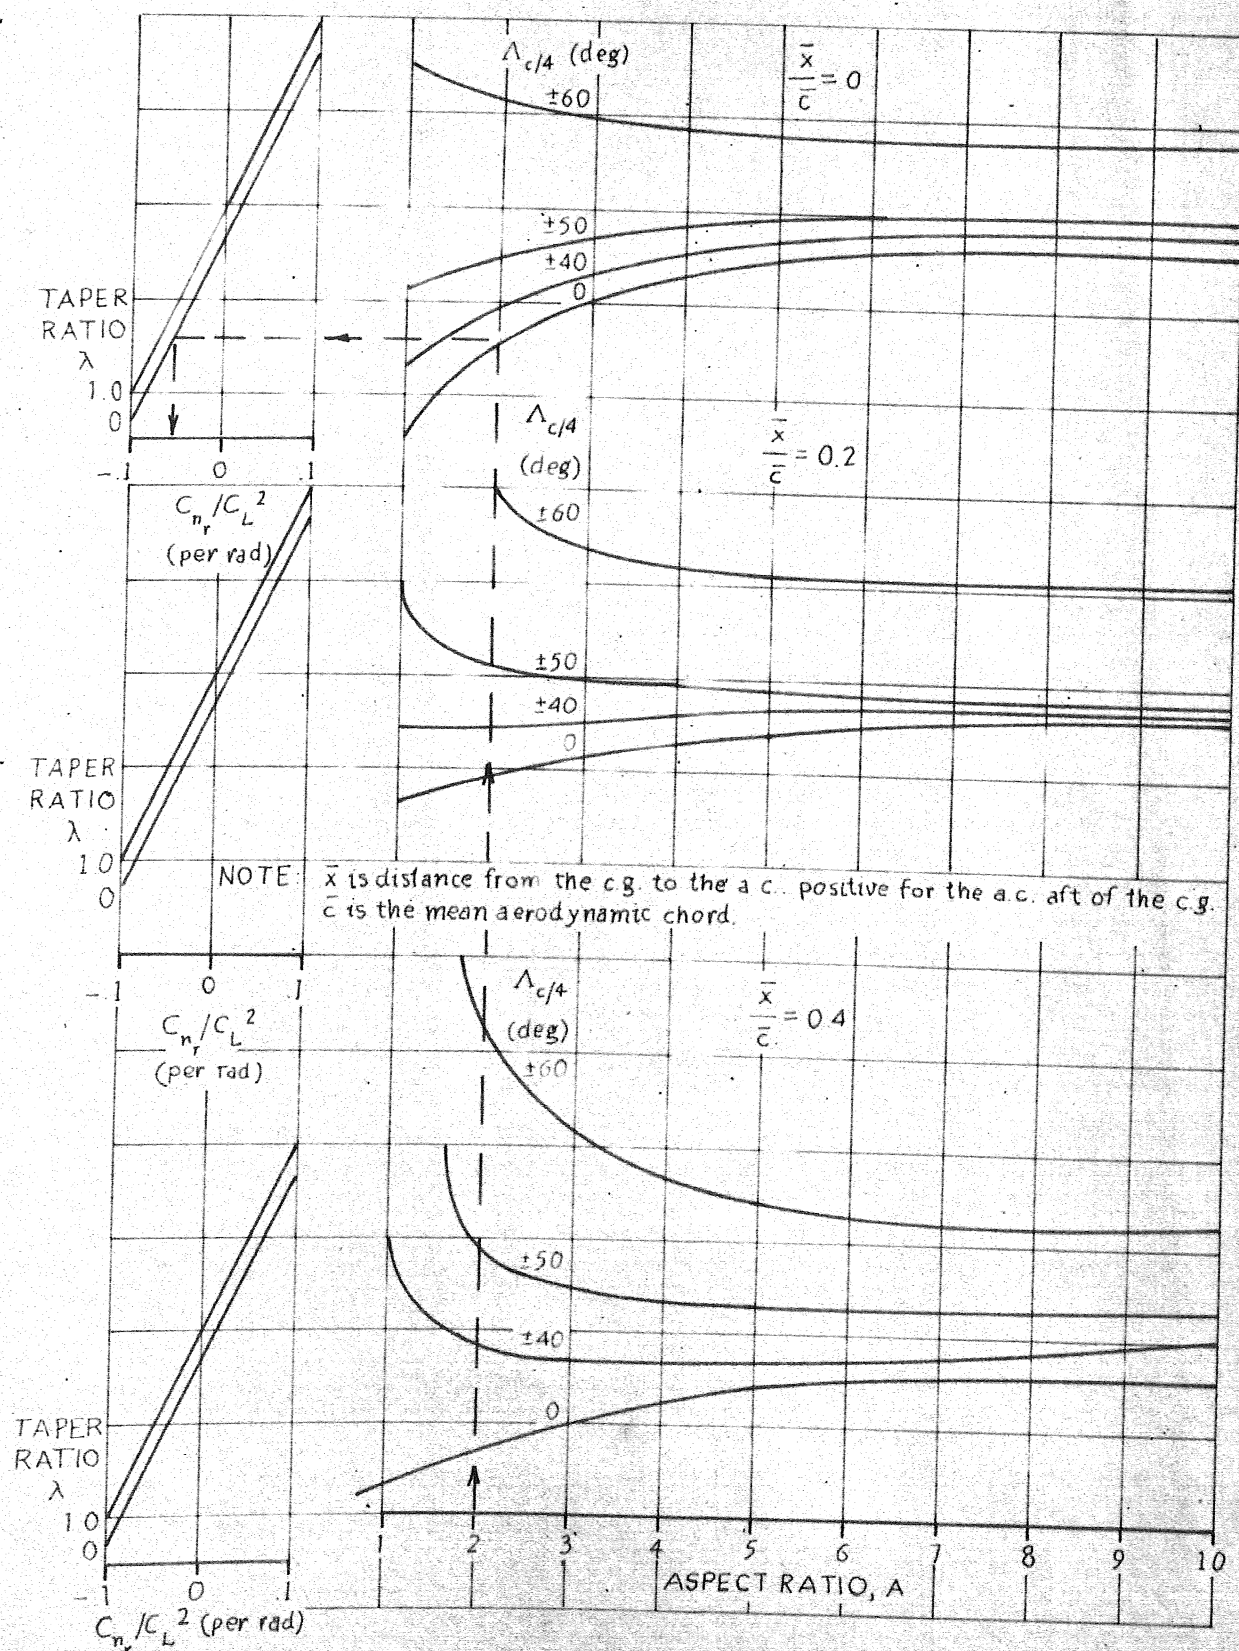 Λc/4 (deg)
x̄/c̄ = 0
±60
±50
±40
0
TAPER
RATIO
λ
1.0
0
-.1 0 .1
Cnr/CL² 
(per rad)
Λc/4
(deg)
x̄/c̄ = 0.2
±60
±50
±40
0
TAPER
RATIO
λ
1 0
0
NOTE: x̄ is distance from the c.g. to the a c.. positive for the a.c. aft of the c.g.
c̄ is the mean aerodynamic chord.
-.1 0 .1
Cnr/CL²
(per rad)
Λc/4
(deg)
x̄/c̄ = 0 4
±60
±50
±40
0
TAPER
RATIO
λ
1 0
0
-.1 0 .1
Cnr/CL² (per rad)
1 2 3 4 5 6 7 8 9 10
ASPECT RATIO, A